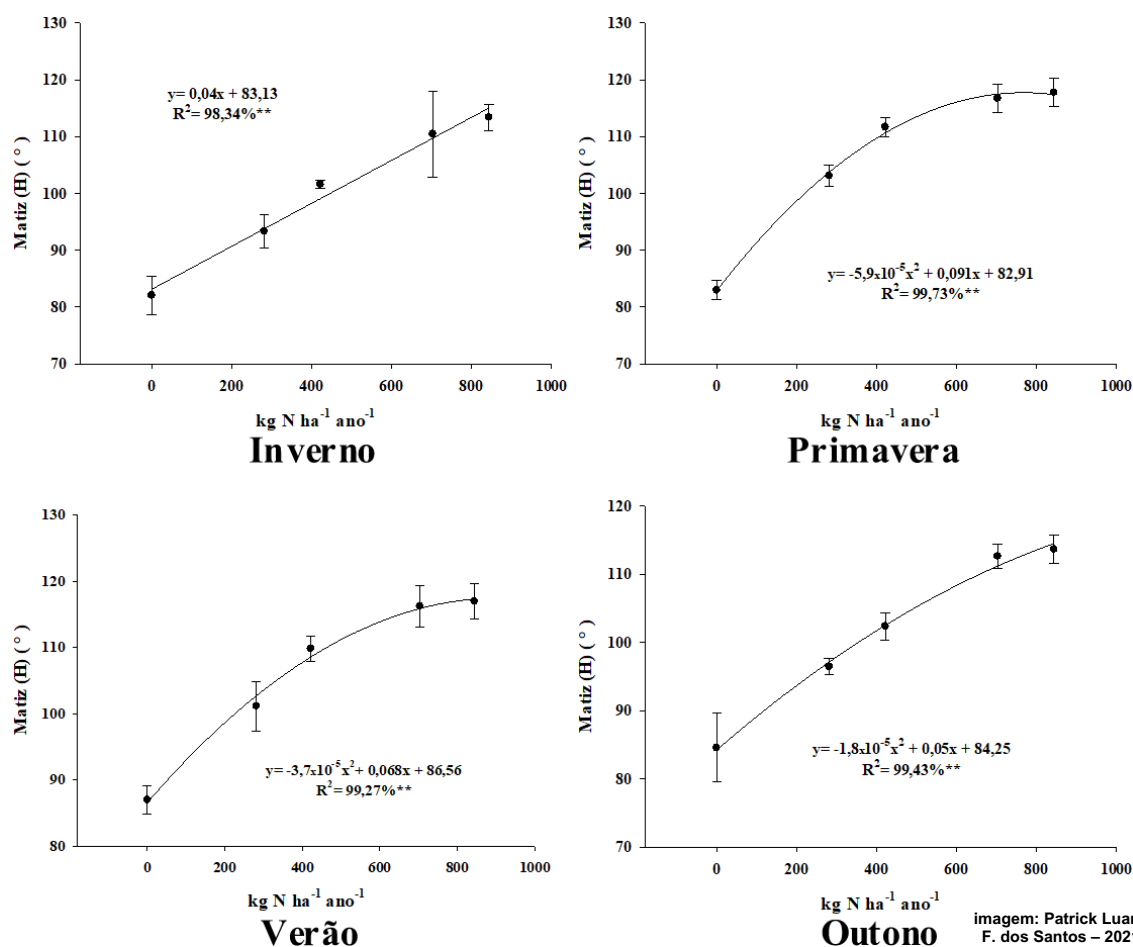 130
120
110
100
90
80
70
Matiz (H) ( ° )
y= 0,04x + 83,13
R² = 98,34%**
0 200 400 600 800 1000
kg N ha⁻¹ ano⁻¹
Inverno
130
120
110
100
90
80
70
Matiz (H) ( ° )
y= -5,9x10⁻⁵x² + 0,091x + 82,91
R² = 99,73%**
0 200 400 600 800 1000
kg N ha⁻¹ ano⁻¹
Primavera
130
120
110
100
90
80
Matiz (H) ( ° )
y= -3,7x10⁻⁵x² + 0,068x + 86,56
R² = 99,27%**
0 200 400 600 800 1000
kg N ha⁻¹ ano⁻¹
Verão
120
110
100
90
80
70
Matiz (H) ( ° )
y= -1,8x10⁻⁵x² + 0,05x + 84,25
R² = 99,43%**
0 200 400 600 800 1000
kg N ha⁻¹ ano⁻¹
Outono
imagem: Patrick
F. dos Santos –